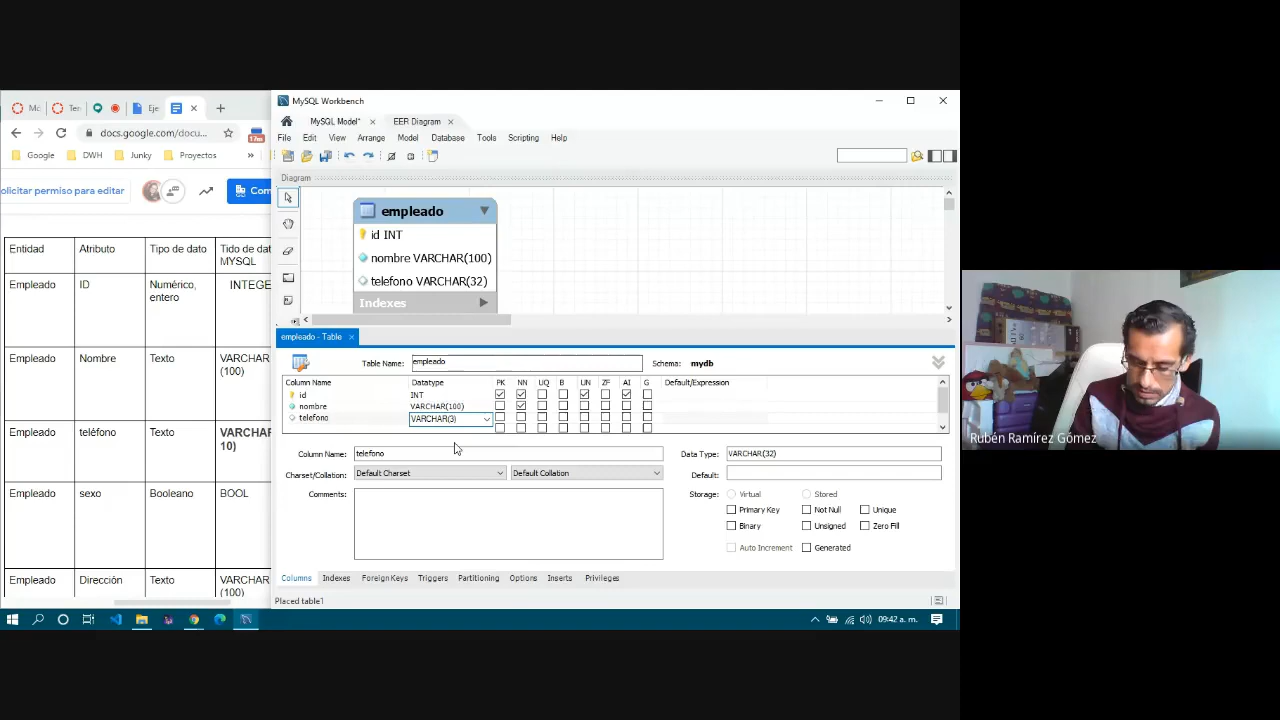 MySQL Workbench
Mo
Ter
Eje
MySQL Model*
EER Diagram
docs.google.com/docu...
File Edit View Arrange Model Database Tools Scripting Help
Google DWH Junky Proyectos »
Diagram
olicitar permiso para editar
Com
empleado
id INT
nombre VARCHAR(100)
telefono VARCHAR(32)
Indexes
Entidad Atributo Tipo de dato Tido de dat
MYSQL
Empleado ID Numérico, INTEGE
entero
Empleado Nombre Texto VARCHAR
(100)
Empleado teléfono Texto VARCHAR
10)
Empleado sexo Booleano BOOL
Empleado Dirección Texto VARCHAR
(100)
empleado - Table
Table Name: empleado Schema: mydb
Column Name Datatype PK NN UQ B UN ZF AI G Default/Expression
id INT
nombre VARCHAR(100)
telefono VARCHAR(3)
Column Name: telefono Data Type: VARCHAR(32)
Charset/Collation: Default Charset Default Collation Default:
Comments: Storage: Virtual Stored
Primary Key Not Null Unique
Binary Unsigned Zero Fill
Auto Increment Generated
Columns Indexes Foreign Keys Triggers Partitioning Options Inserts Privileges
Placed table1
09:42 a. m.
Rubén Ramírez Gómez